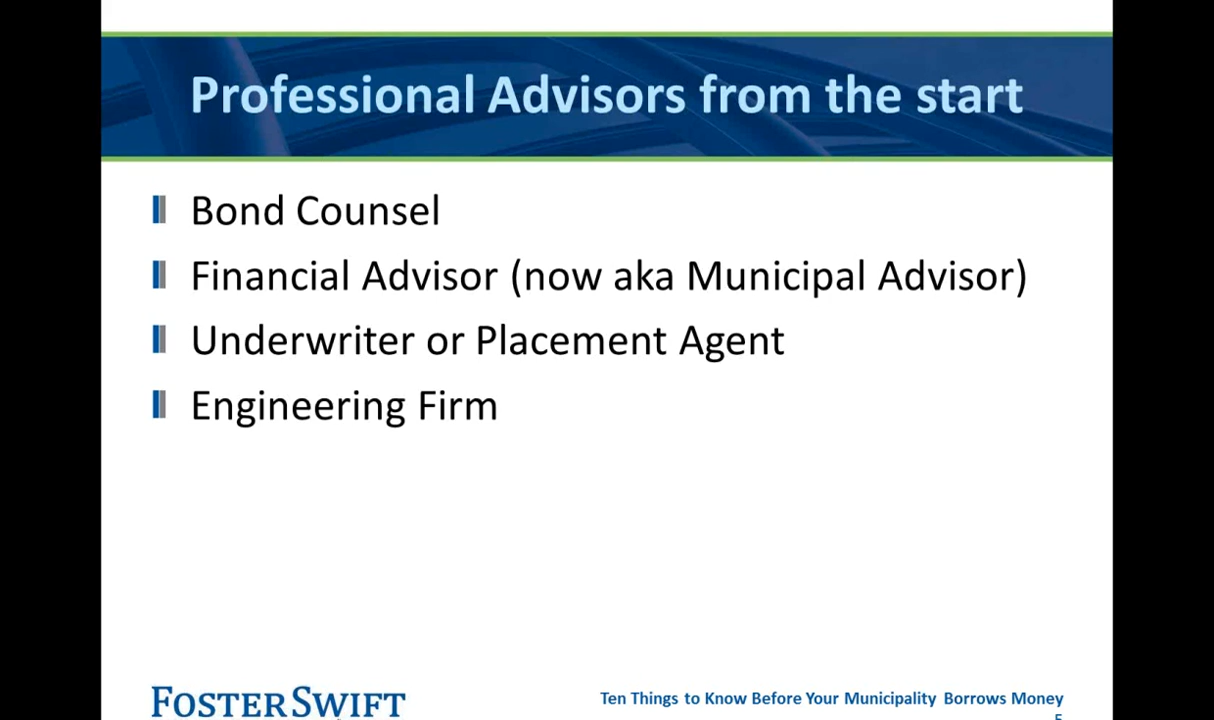 Professional Advisors from the start
Bond Counsel
Financial Advisor (now aka Municipal Advisor)
Underwriter or Placement Agent
Engineering Firm
FOSTER SWIFT
Ten Things to Know Before Your Municipality Borrows Money